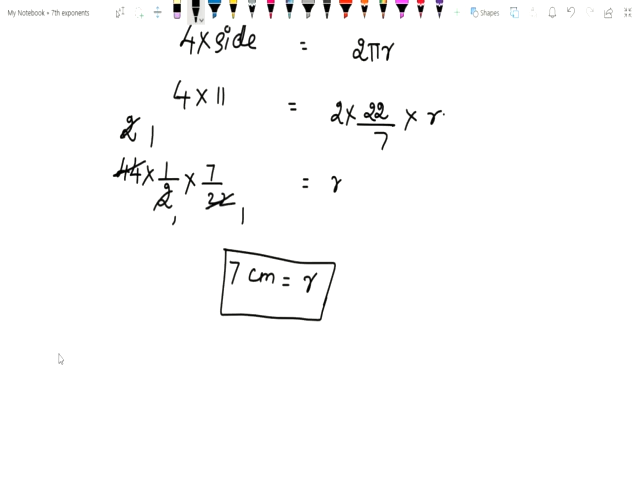 My Notebook » 7th exponents
Shapes
4 × side = 2πr
4 × 11 = 2 × 22/7 × r
2 1
44 × 1/2 × 7/22 = r
1 1
7 cm = r